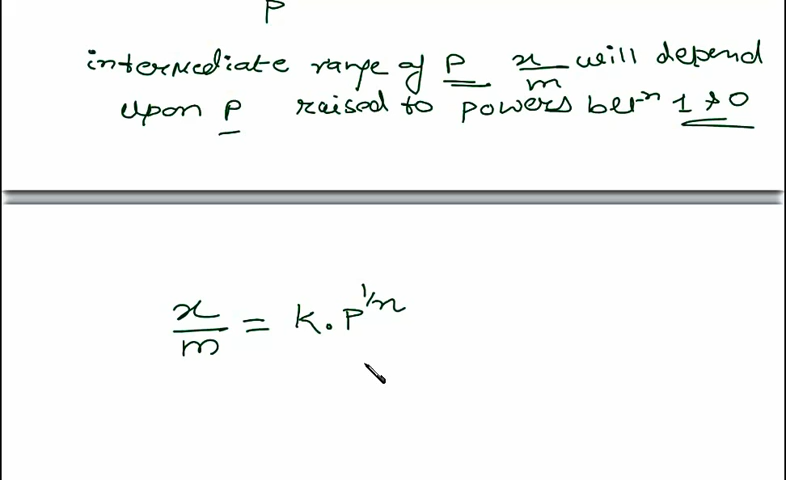 P
intermediate range of P x/m will depend
upon P raised to powers betⁿ 1 & 0
x/m = K.P^1/n